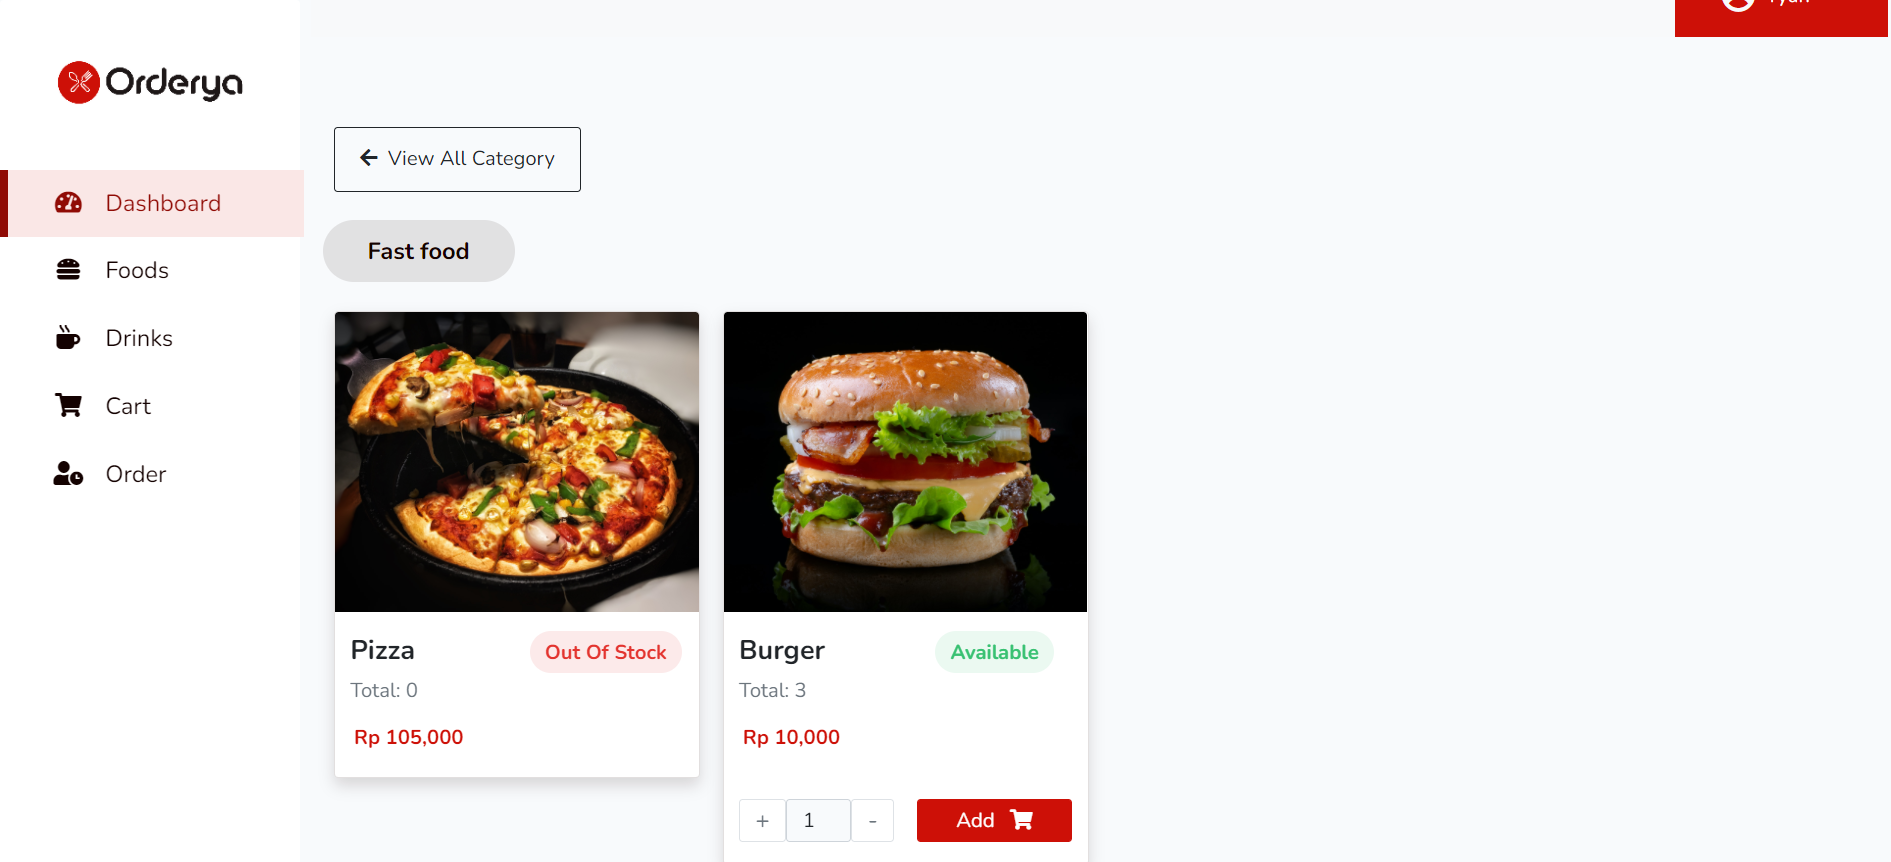 Orderya
Dashboard
Foods
Drinks
Cart
Order
View All Category
Fast food
Pizza
Out Of Stock
Total: 0
Rp 105,000
Burger
Available
Total: 3
Rp 10,000
+ 1 -
Add